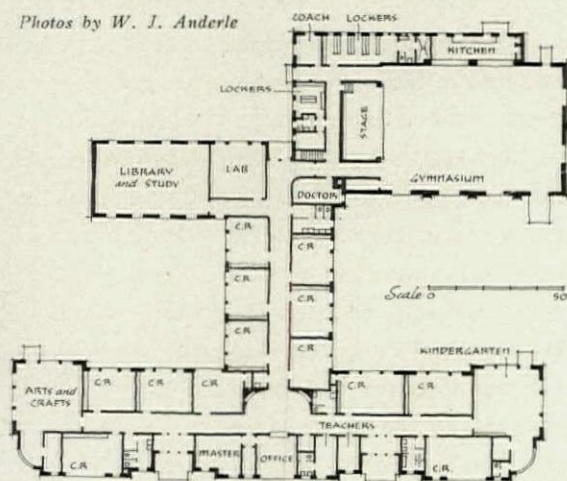 Photos by W. J. Anderle
COACH LOCKERS
KITCHEN
LOCKERS
STAGE
GYMNASIUM
LIBRARY
and STUDY
LAB
DOCTOR
C.R.
C.R.
C.R.
C.R.
C.R.
C.R.
Scale 0 50
KINDERGARTEN
ARTS and
CRAFTS
C.R. C.R. C.R. C.R. C.R.
TEACHERS
C.R. MASTER OFFICE C.R.